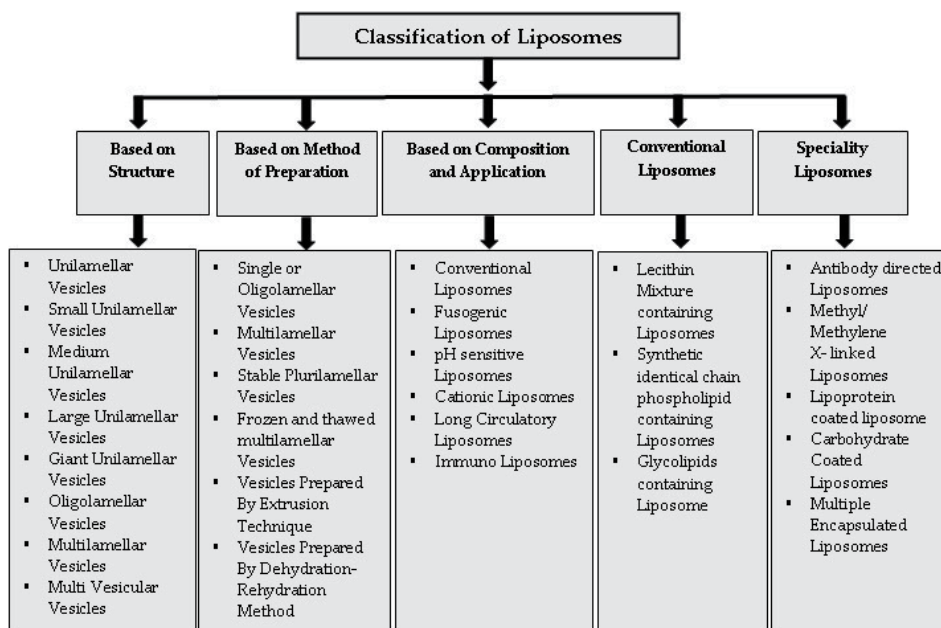 Classification of Liposomes
Based on
Structure
Based on Method
of Preparation
Based on Composition
and Application
Conventional
Liposomes
Speciality
Liposomes
▪ Unilamellar
Vesicles
▪ Small Unilamellar
Vesicles
▪ Medium
Unilamellar
Vesicles
▪ Large Unilamellar
Vesicles
▪ Giant Unilamellar
Vesicles
▪ Oligolamellar
Vesicles
▪ Multilamellar
Vesicles
▪ Multi Vesicular
Vesicles
▪ Single or
Oligolamellar
Vesicles
▪ Multilamellar
Vesicles
▪ Stable Plurilamellar
Vesicles
▪ Frozen and thawed
multilamellar
Vesicles
▪ Vesicles Prepared
By Extrusion
Technique
▪ Vesicles Prepared
By Dehydration-
Rehydration
Method
▪ Conventional
Liposomes
▪ Fusogenic
Liposomes
▪ pH sensitive
Liposomes
▪ Cationic Liposomes
▪ Long Circulatory
Liposomes
▪ Immuno Liposomes
▪ Lecithin
Mixture
containing
Liposomes
▪ Synthetic
identical chain
phospholipid
containing
Liposomes
▪ Glycolipids
containing
Liposome
▪ Antibody directed
Liposomes
▪ Methyl/
Methylene
X- linked
Liposomes
▪ Lipoprotein
coated liposome
▪ Carbohydrate
Coated
Liposomes
▪ Multiple
Encapsulated
Liposomes